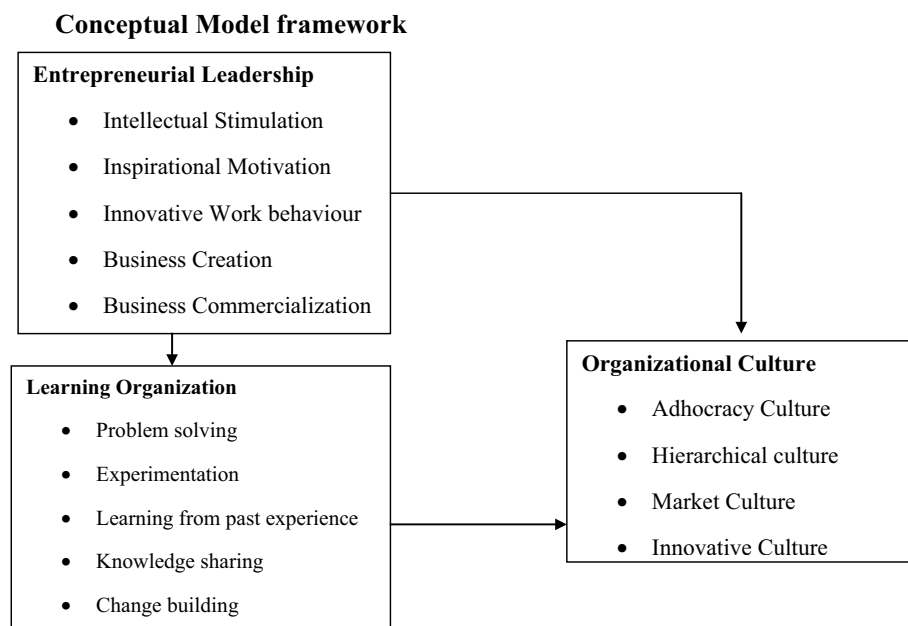 Conceptual Model framework
Entrepreneurial Leadership
• Intellectual Stimulation
• Inspirational Motivation
• Innovative Work behaviour
• Business Creation
• Business Commercialization
Learning Organization
• Problem solving
• Experimentation
• Learning from past experience
• Knowledge sharing
• Change building
Organizational Culture
• Adhocracy Culture
• Hierarchical culture
• Market Culture
• Innovative Culture